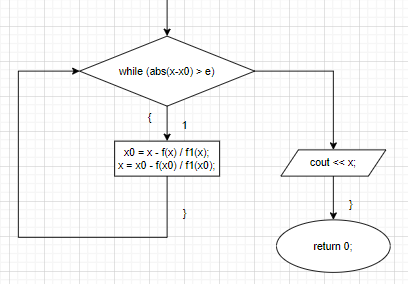 while (abs(x-x0) > e)
{
1
x0 = x - f(x) / f1(x);
x = x0 - f(x0) / f1(x0);
cout << x;
}
}
return 0;